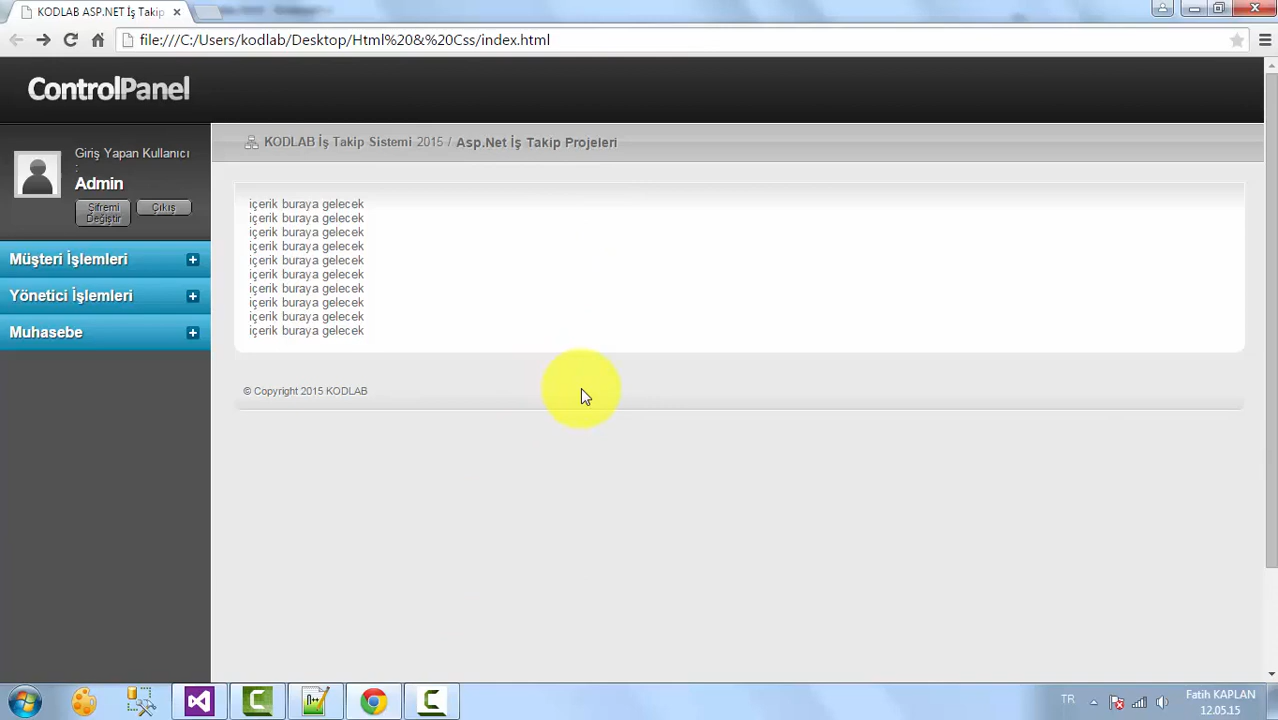 KODLAB ASP.NET İş Takip
file:///C:/Users/kodlab/Desktop/Html%20&%20Css/index.html
ControlPanel
Giriş Yapan Kullanıcı
:
Admin
Şifremi
Değiştir
Çıkış
KODLAB İş Takip Sistemi 2015 / Asp.Net İş Takip Projeleri
Müşteri İşlemleri
Yönetici İşlemleri
Muhasebe
içerik buraya gelecek
içerik buraya gelecek
içerik buraya gelecek
içerik buraya gelecek
içerik buraya gelecek
içerik buraya gelecek
içerik buraya gelecek
içerik buraya gelecek
içerik buraya gelecek
içerik buraya gelecek
© Copyright 2015 KODLAB
TR
Fatih KAPLAN
12.05.15